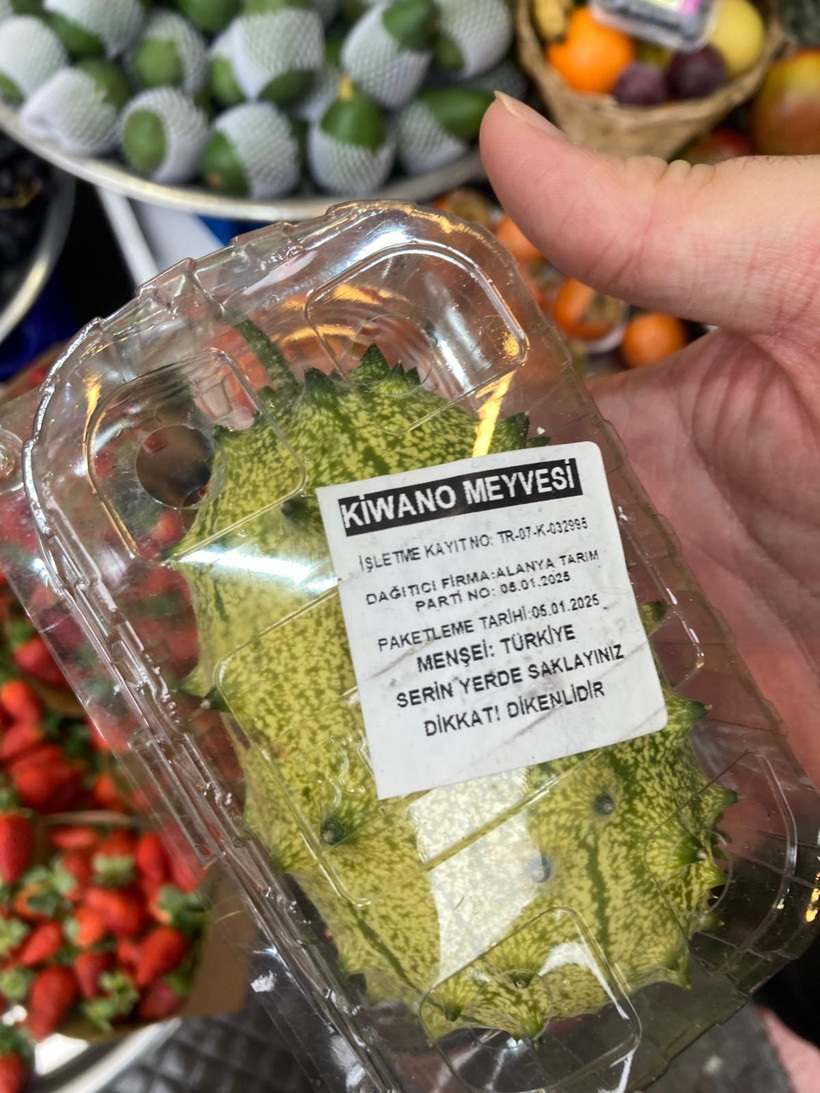 KİWANO MEYVESİ
İŞLETME KAYIT NO: TR-07-K-032995
DAĞITICI FİRMA:ALANYA TARIM
PARTİ NO: 05.01.2025
PAKETLEME TARİHİ:05.01.2025
MENŞEİ: TÜRKİYE
SERİN YERDE SAKLAYINIZ
DİKKAT! DİKENLİDİR